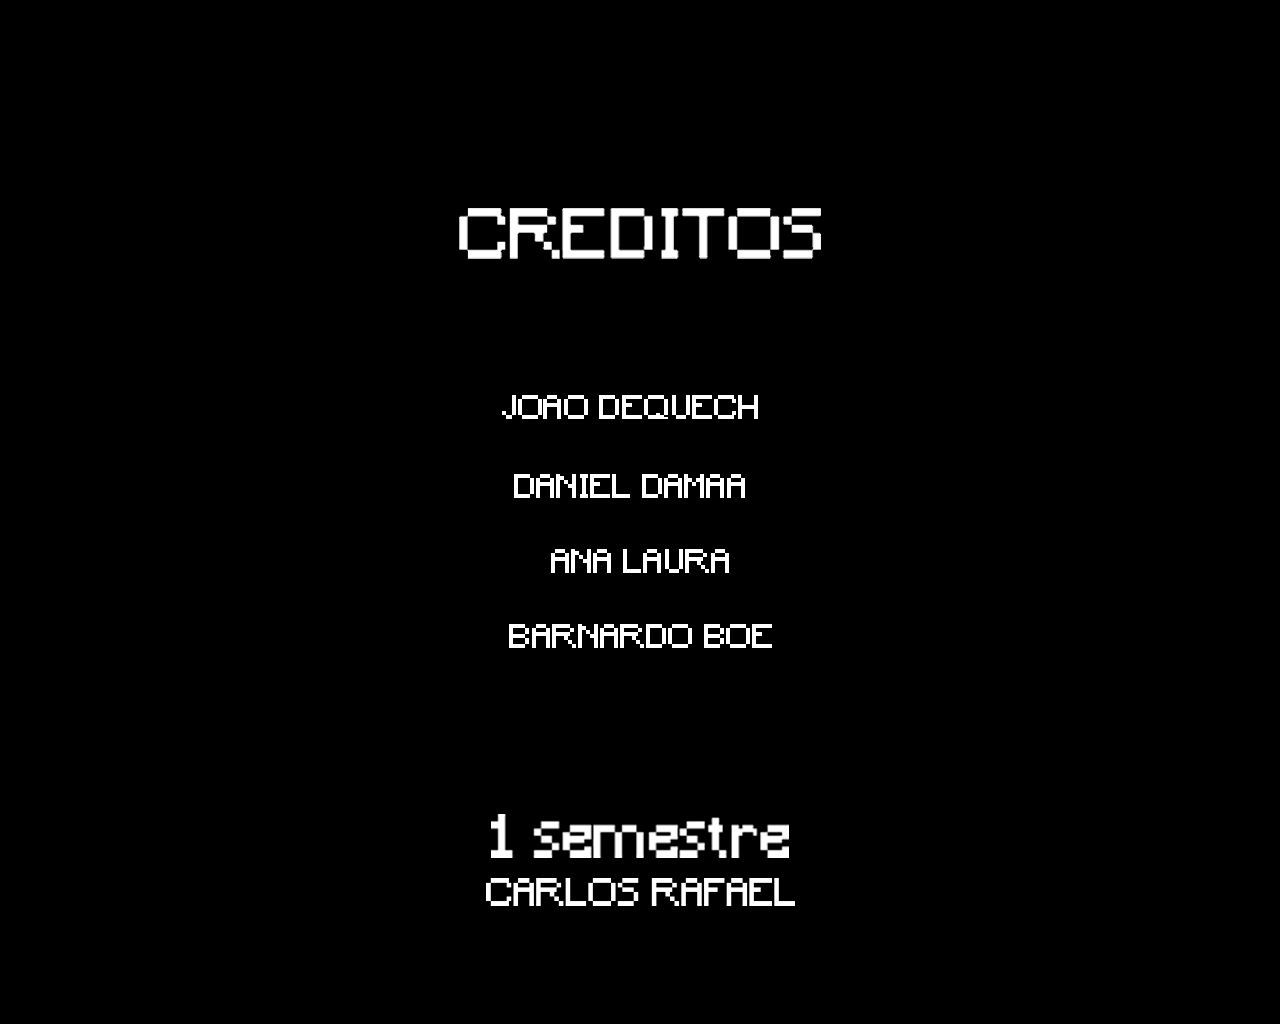 CREDITOS
JOAO DEQUECH
DANIEL DAMAA
ANA LAURA
BARNARDO BOE
1 semestre
CARLOS RAFAEL